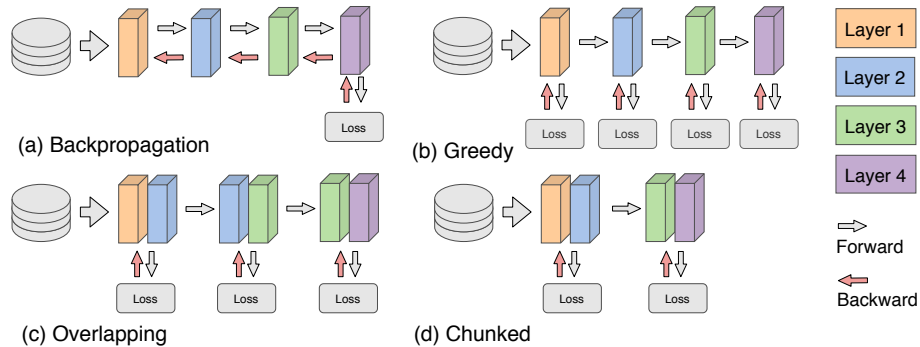 Loss
(a) Backpropagation
Loss
Loss
Loss
Loss
(b) Greedy
Loss
Loss
Loss
(c) Overlapping
Loss
Loss
(d) Chunked
Layer 1
Layer 2
Layer 3
Layer 4
Forward
Backward